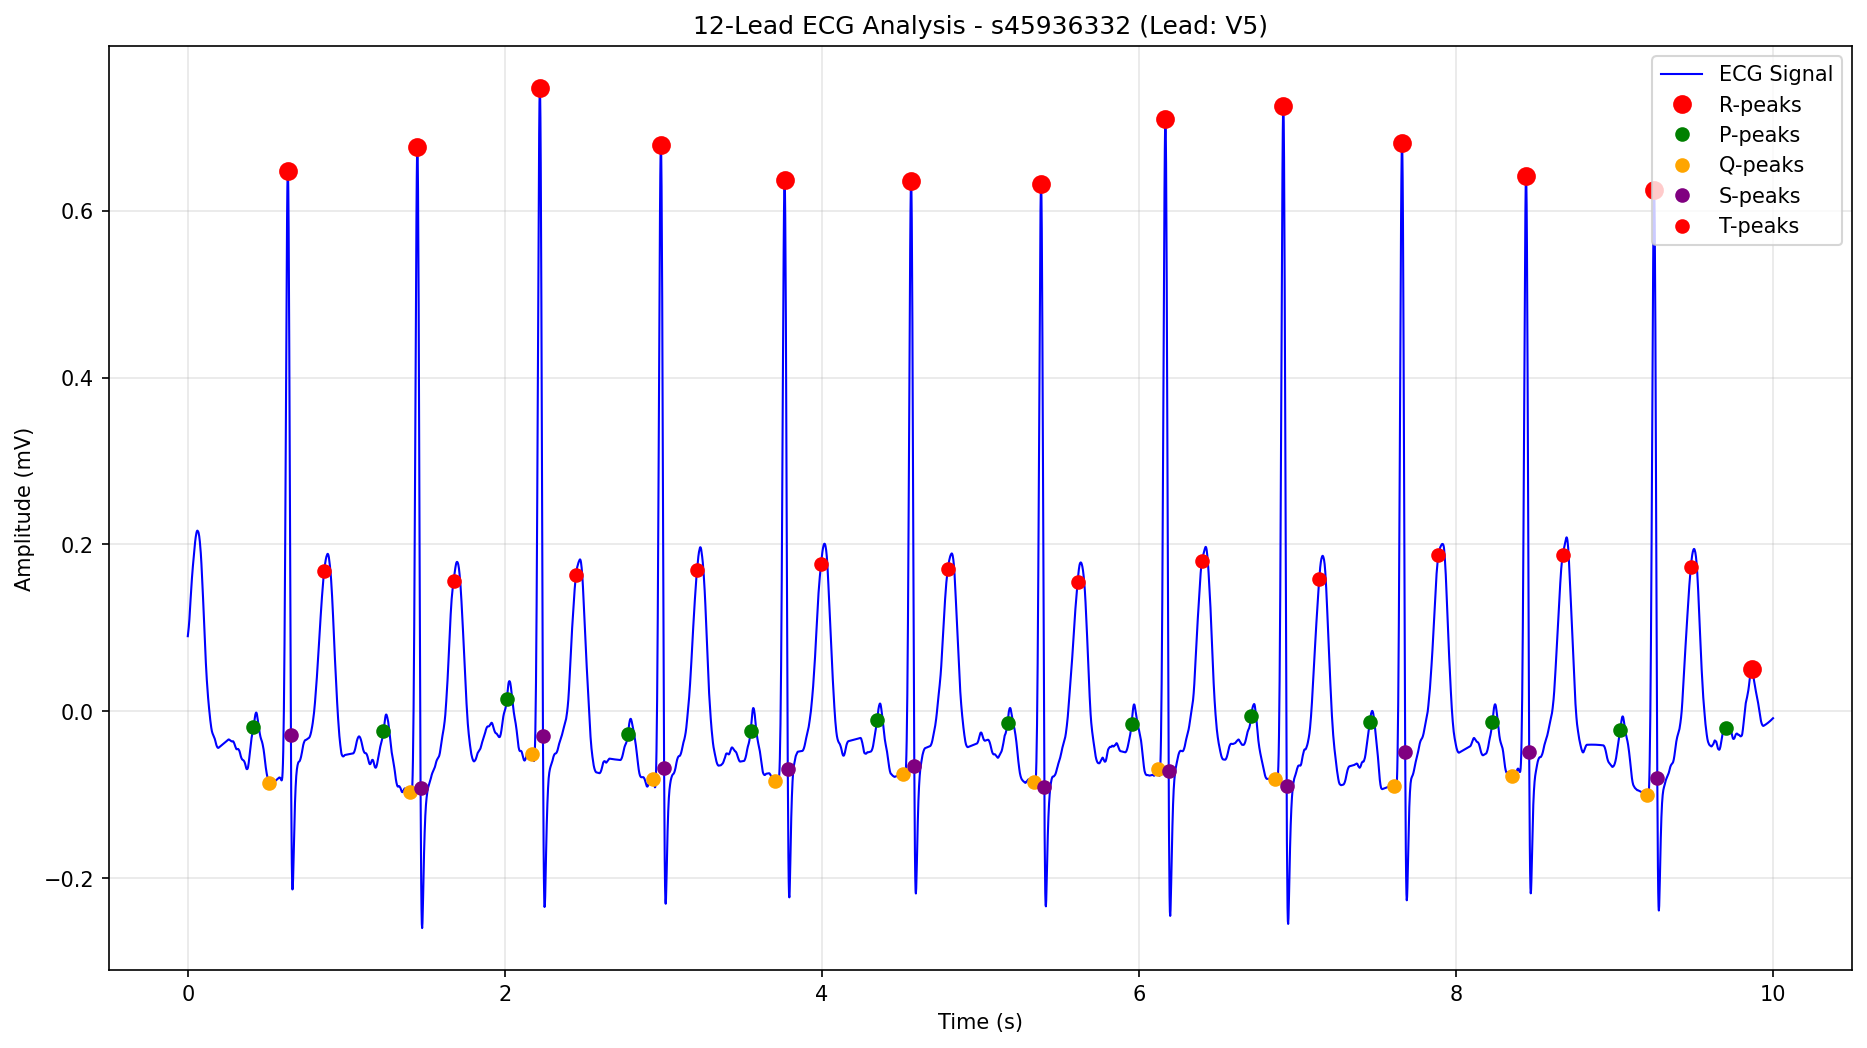 12-Lead ECG Analysis - s45936332 (Lead: V5)
ECG Signal
R-peaks
P-peaks
Q-peaks
S-peaks
T-peaks
Amplitude (mV)
0.6
0.4
0.2
0.0
−0.2
0
2
4
6
8
10
Time (s)